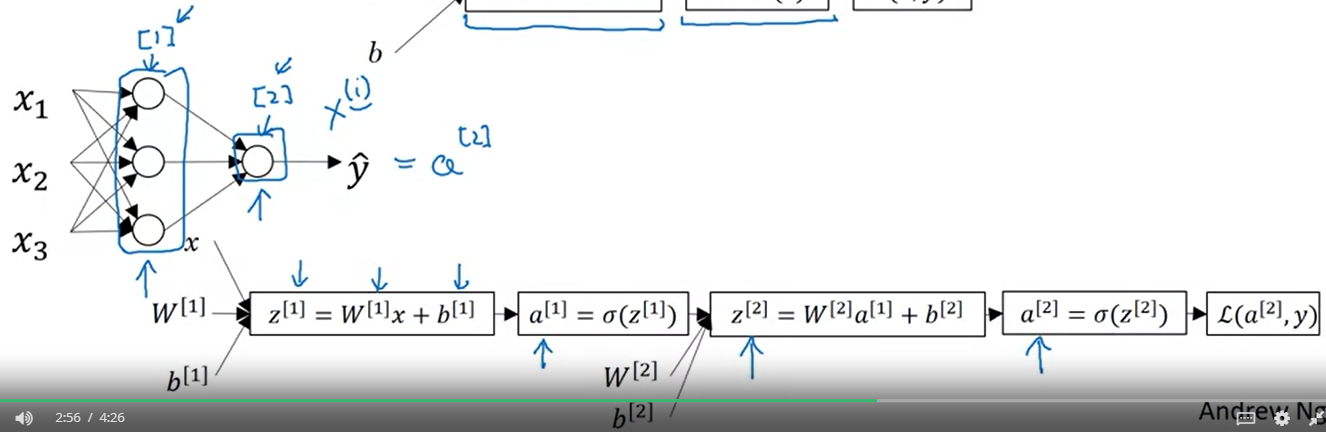 b
[1]
[2]
x^(i)
x₁
x₂
x₃
ŷ = a^[2]
x
W^[1]
b^[1]
z^[1] = W^[1]x + b^[1]
a^[1] = σ(z^[1])
z^[2] = W^[2]a^[1] + b^[2]
a^[2] = σ(z^[2])
ℒ(a^[2], y)
W^[2]
b^[2]
2:56 / 4:26
Andrew Ng